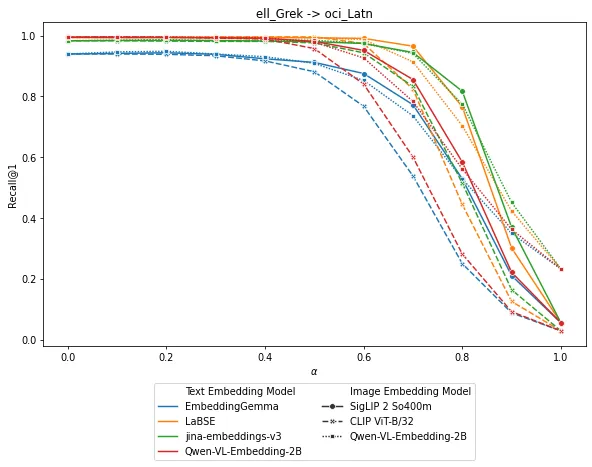 ell_Grek -> oci_Latn
Recall@1
1.0
0.8
0.6
0.4
0.2
0.0
0.0 0.2 0.4 0.6 0.8 1.0
α
Text Embedding Model Image Embedding Model
EmbeddingGemma SigLIP 2 So400m
LaBSE CLIP ViT-B/32
jina-embeddings-v3 Qwen-VL-Embedding-2B
Qwen-VL-Embedding-2B